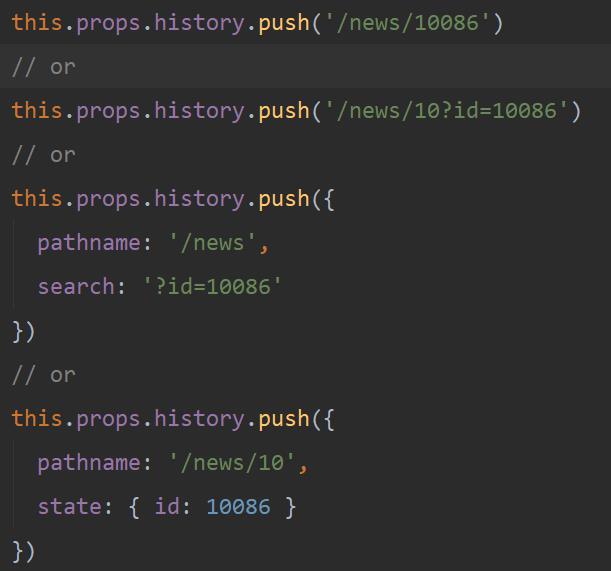 this.props.history.push('/news/10086')
// or
this.props.history.push('/news/10?id=10086')
// or
this.props.history.push({
  pathname: '/news',
  search: '?id=10086'
})
// or
this.props.history.push({
  pathname: '/news/10',
  state: { id: 10086 }
})